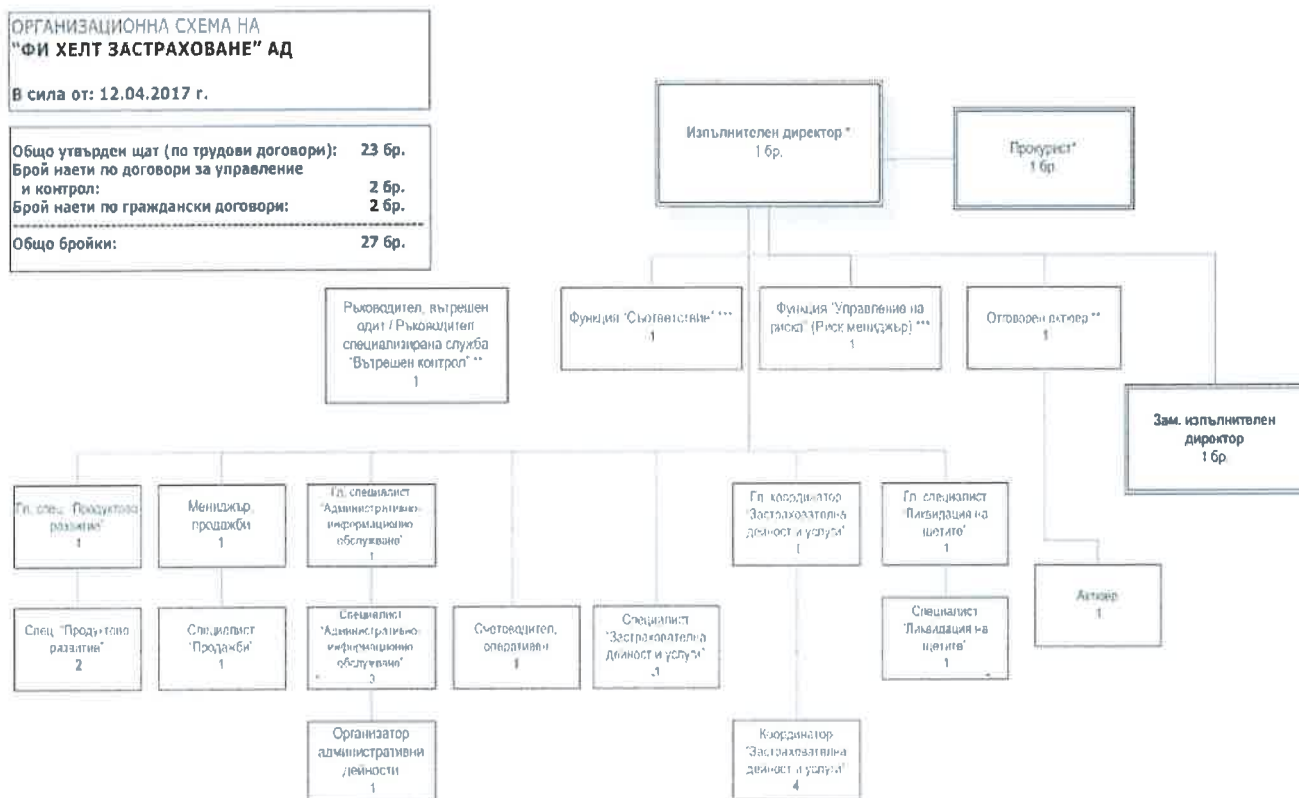 ОРГАНИЗАЦИОННА СХЕМА НА
"ФИ ХЕЛТ ЗАСТРАХОВАНЕ" АД
В сила от: 12.04.2017 г.
Общо утвърден щат (по трудови договори): 23 бр.
Брой наети по договори за управление
и контрол: 2 бр.
Брой наети по граждански договори: 2 бр.
Общо бройки: 27 бр.
Изпълнителен директор *
1 бр.
Прокурист*
1 бр.
Ръководител, вътрешен
одит / Ръководител
специализирана служба
"Вътрешен контрол" **
1
Функция "Съответствие" ***
1
Функция "Управление на
риска" (Риск мениджър) ***
1
Отговорен актюер **
1
Зам. изпълнителен
директор
1 бр.
Гл. спец. "Продуктово
развитие"
1
Мениджър,
продажби
1
Гл. специалист
"Административно-
информационно
обслужване"
1
Гл. координатор
"Застрахователна
дейност и услуги"
1
Гл. специалист
"Ликвидация на
щетите"
1
Спец. "Продуктово
развитие"
2
Специалист
"Продажби"
1
Специалист
"Административно-
информационно
обслужване"
3
Счетоводител,
оперативен
1
Специалист
"Застрахователна
дейност и услуги"
1
Специалист
"Ликвидация на
щетите"
1
Актюер
1
Организатор
административни
дейности
1
Координатор
"Застрахователна
дейност и услуги"
4